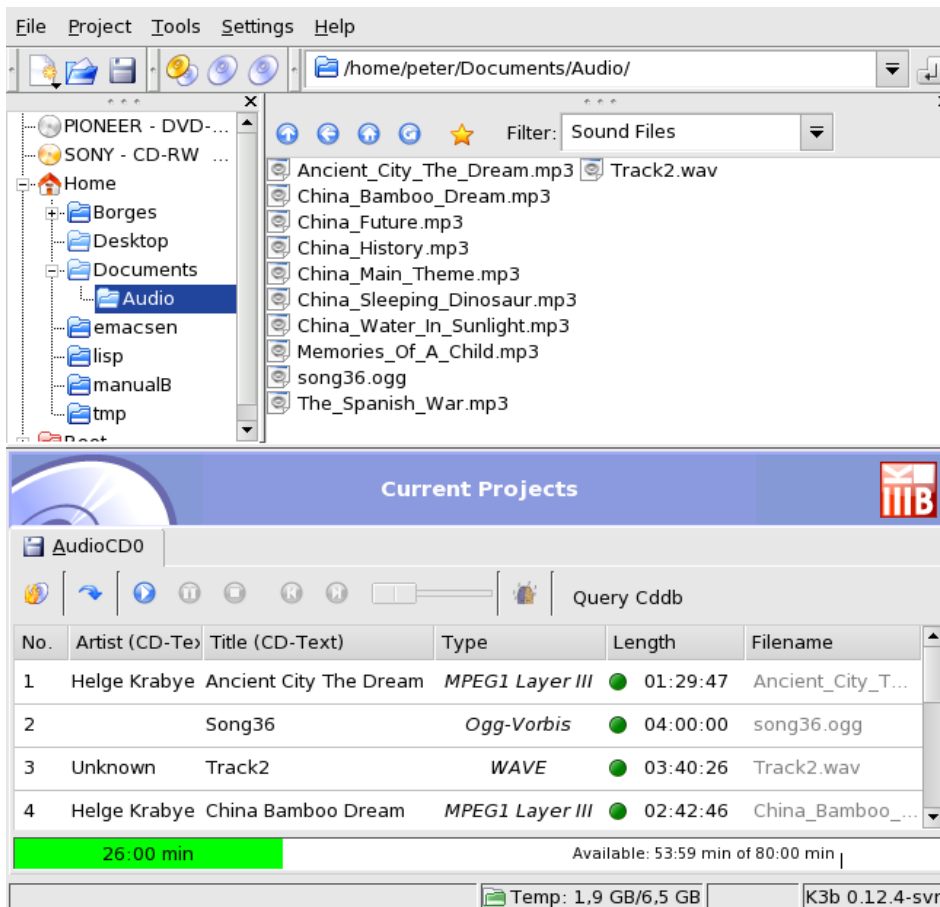 File Project Tools Settings Help
/home/peter/Documents/Audio/
PIONEER - DVD-...
SONY - CD-RW ...
Home
Borges
Desktop
Documents
Audio
emacsen
lisp
manualB
tmp
Root
Filter: Sound Files
Ancient_City_The_Dream.mp3 Track2.wav
China_Bamboo_Dream.mp3
China_Future.mp3
China_History.mp3
China_Main_Theme.mp3
China_Sleeping_Dinosaur.mp3
China_Water_In_Sunlight.mp3
Memories_Of_A_Child.mp3
song36.ogg
The_Spanish_War.mp3
Current Projects
AudioCD0
Query Cddb
No. Artist (CD-Tex Title (CD-Text) Type Length Filename
1 Helge Krabye Ancient City The Dream MPEG1 Layer III 01:29:47 Ancient_City_T...
2 Song36 Ogg-Vorbis 04:00:00 song36.ogg
3 Unknown Track2 WAVE 03:40:26 Track2.wav
4 Helge Krabye China Bamboo Dream MPEG1 Layer III 02:42:46 China_Bamboo_...
26:00 min Available: 53:59 min of 80:00 min
Temp: 1,9 GB/6,5 GB K3b 0.12.4-svn